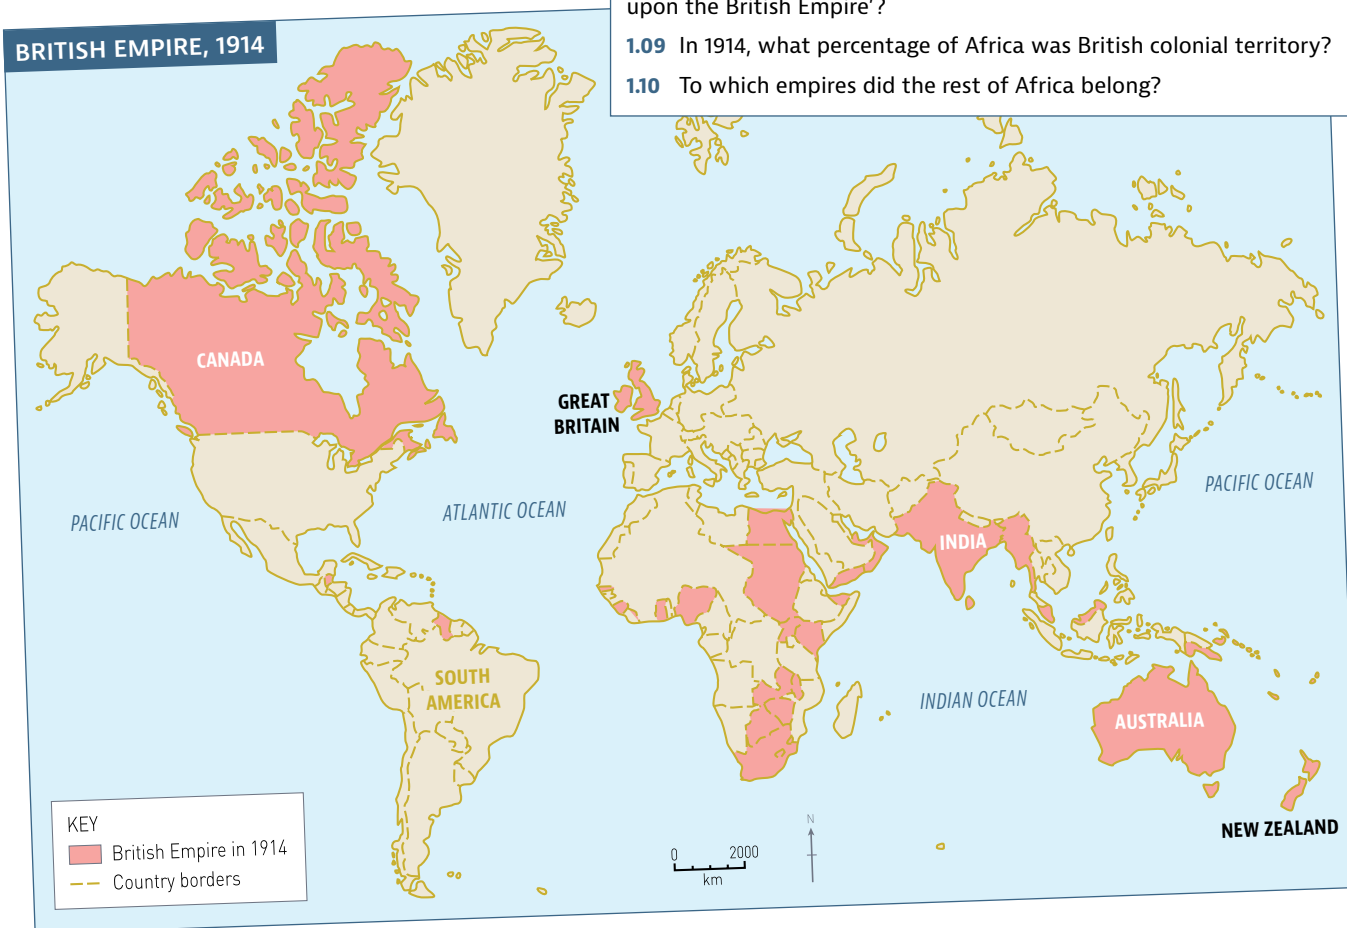 upon the British Empire'?
1.09 In 1914, what percentage of Africa was British colonial territory?
1.10 To which empires did the rest of Africa belong?
BRITISH EMPIRE, 1914
CANADA
GREAT
BRITAIN
PACIFIC OCEAN
ATLANTIC OCEAN
PACIFIC OCEAN
INDIA
SOUTH
AMERICA
INDIAN OCEAN
AUSTRALIA
NEW ZEALAND
KEY
British Empire in 1914
Country borders
0 2000
km
N